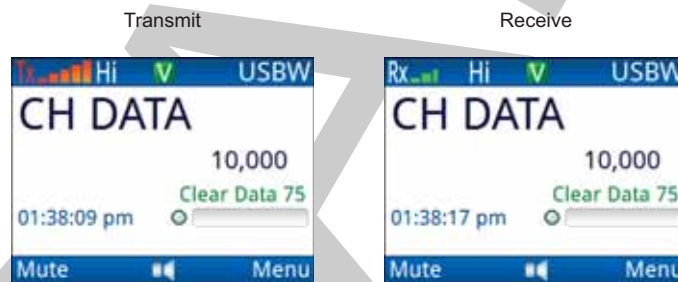 Transmit
Tx Hi V USBW
CH DATA
10,000
Clear Data 75
01:38:09 pm
Mute Menu
Receive
Rx Hi V USBW
CH DATA
10,000
Clear Data 75
01:38:17 pm
Mute Menu